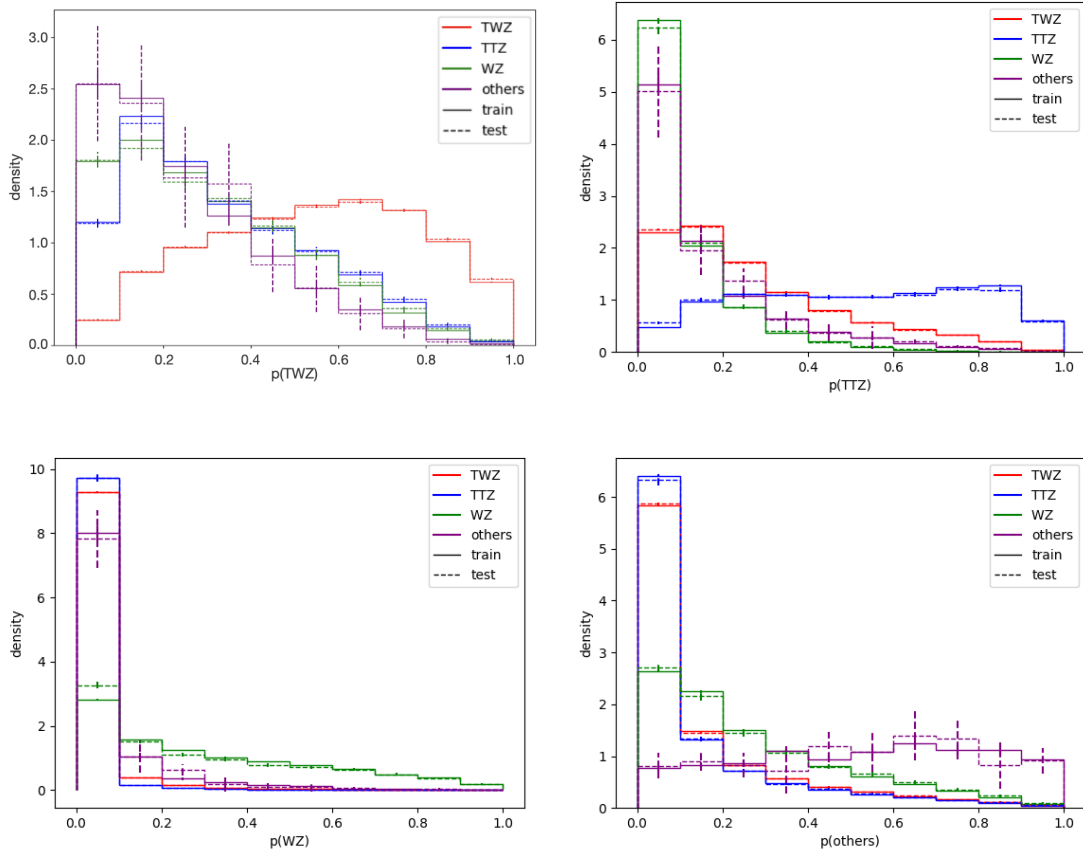 3.0
2.5
2.0
1.5
1.0
0.5
0.0
density
0.0 0.2 0.4 0.6 0.8 1.0
p(TWZ)
TWZ
TTZ
WZ
others
train
test
6
5
4
3
2
1
0
density
0.0 0.2 0.4 0.6 0.8 1.0
p(TTZ)
TWZ
TTZ
WZ
others
train
test
10
8
6
4
2
0
density
0.0 0.2 0.4 0.6 0.8 1.0
p(WZ)
TWZ
TTZ
WZ
others
train
test
6
5
4
3
2
1
0
density
0.0 0.2 0.4 0.6 0.8 1.0
p(others)
TWZ
TTZ
WZ
others
train
test